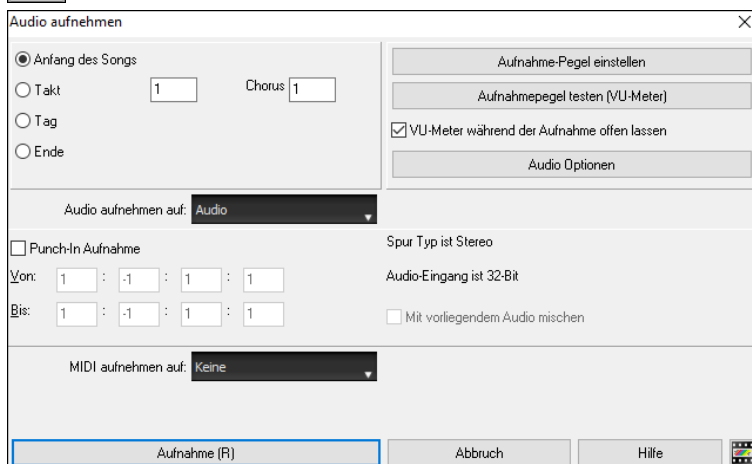 Audio aufnehmen
Anfang des Songs
Takt 1 Chorus 1
Tag
Ende
Aufnahme-Pegel einstellen
Aufnahmepegel testen (VU-Meter)
VU-Meter während der Aufnahme offen lassen
Audio Optionen
Audio aufnehmen auf: Audio
Punch-In Aufnahme
Von: 1 : -1 : 1 : 1
Bis: 1 : -1 : 1 : 1
Spur Typ ist Stereo
Audio-Eingang ist 32-Bit
Mit vorliegendem Audio mischen
MIDI aufnehmen auf: Keine
Aufnahme (R) Abbruch Hilfe